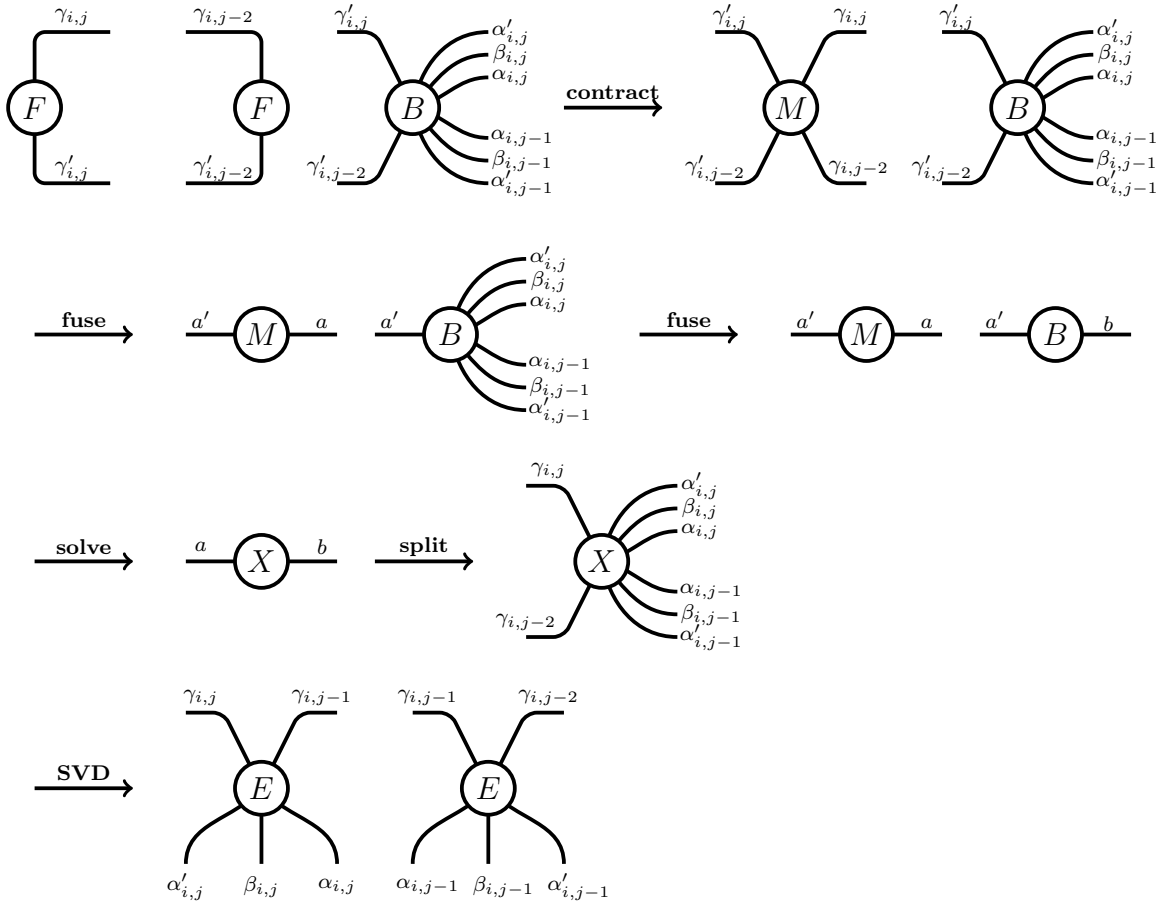 γ_{i,j} γ_{i,j−2} γ′_{i,j} α′_{i,j} γ′_{i,j} γ_{i,j} γ′_{i,j} α′_{i,j}
β_{i,j} β_{i,j}
α_{i,j} α_{i,j}
F F B contract M B
α_{i,j−1} α_{i,j−1}
β_{i,j−1} β_{i,j−1}
γ′_{i,j} γ′_{i,j−2} γ′_{i,j−2} α′_{i,j−1} γ′_{i,j−2} γ_{i,j−2} γ′_{i,j−2} α′_{i,j−1}
α′_{i,j}
β_{i,j}
α_{i,j}
fuse a′ M a a′ B fuse a′ M a a′ B b
α_{i,j−1}
β_{i,j−1}
α′_{i,j−1}
γ_{i,j} α′_{i,j}
β_{i,j}
α_{i,j}
solve a X b split X
α_{i,j−1}
β_{i,j−1}
γ_{i,j−2} α′_{i,j−1}
γ_{i,j} γ_{i,j−1} γ_{i,j−1} γ_{i,j−2}
SVD E E
α′_{i,j} β_{i,j} α_{i,j} α_{i,j−1} β_{i,j−1} α′_{i,j−1}